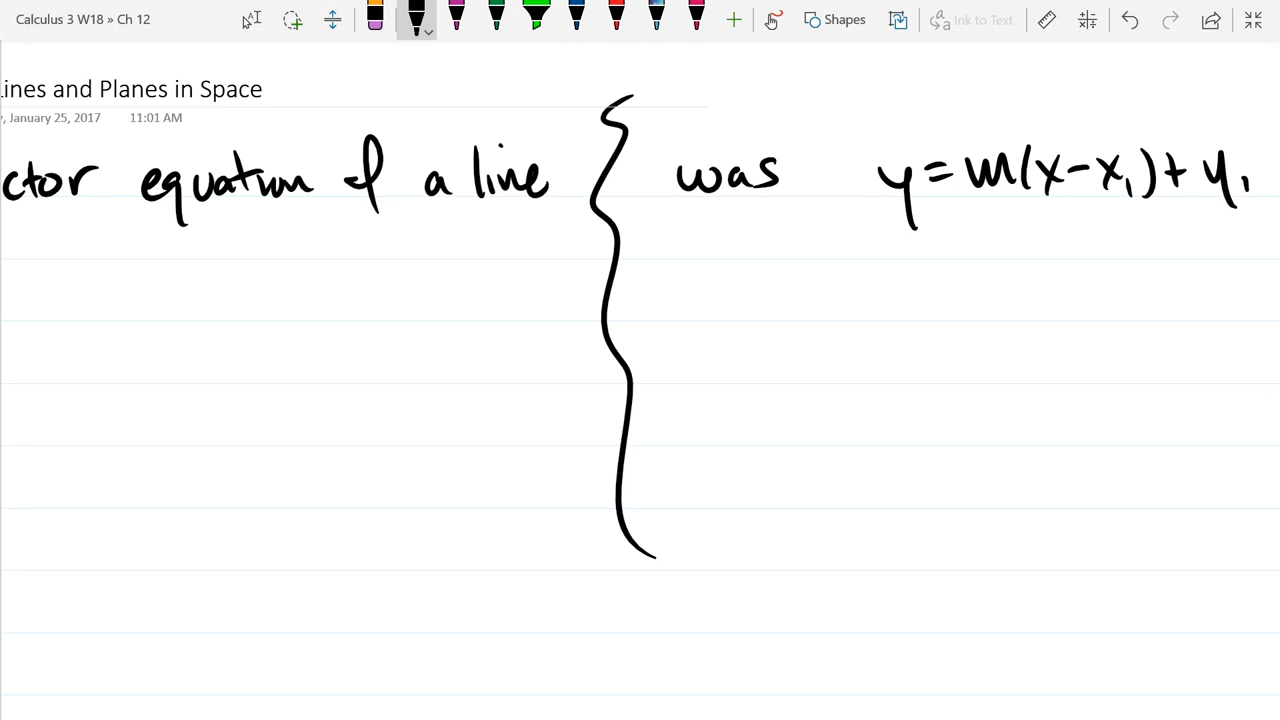 Calculus 3 W18 » Ch 12
Shapes
Ink to Text
ines and Planes in Space
, January 25, 2017 11:01 AM
ctor equation of a line
was y = m(x - x₁) + y₁